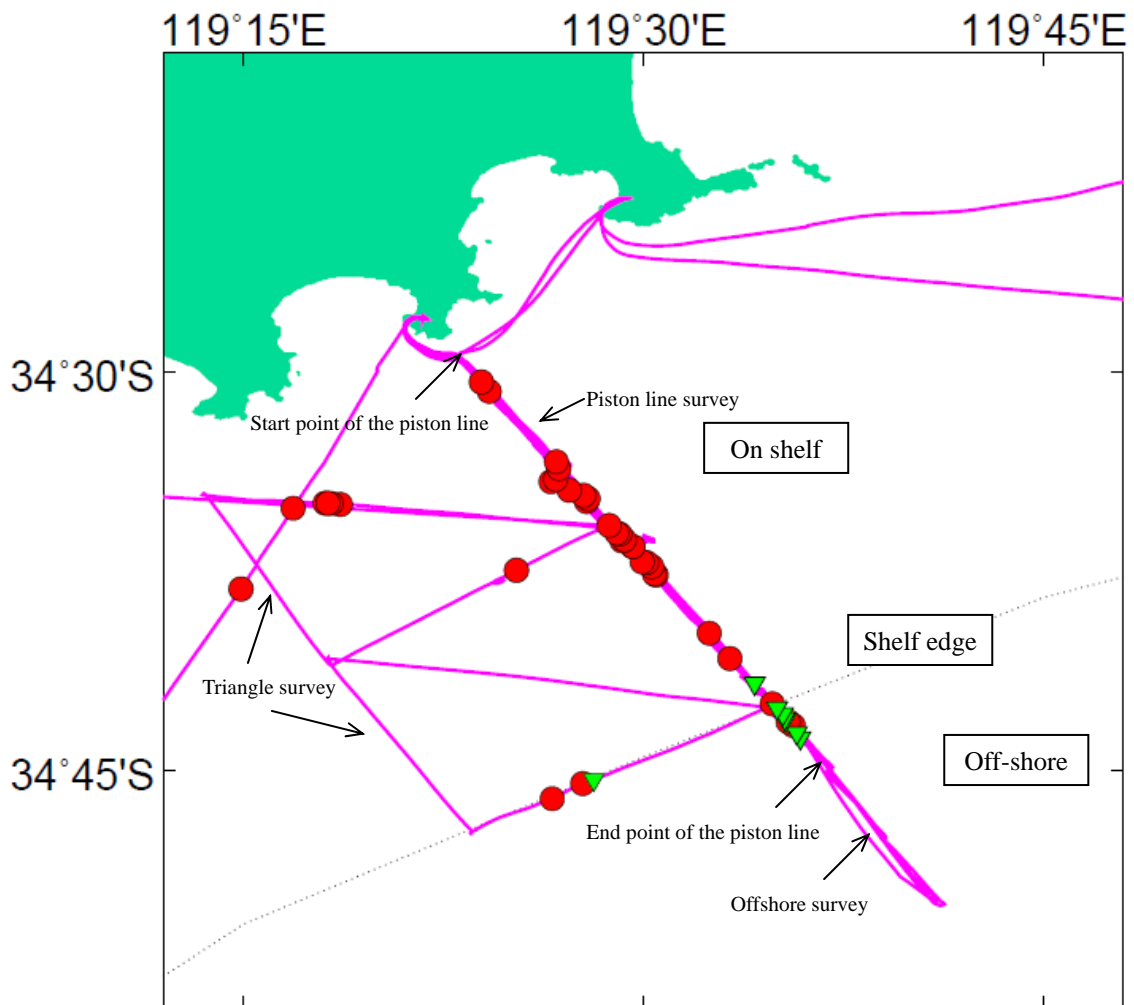 119°15'E 119°30'E 119°45'E
34°30'S
Piston line survey
Start point of the piston line
On shelf
Shelf edge
Triangle survey
34°45'S
Off-shore
End point of the piston line
Offshore survey